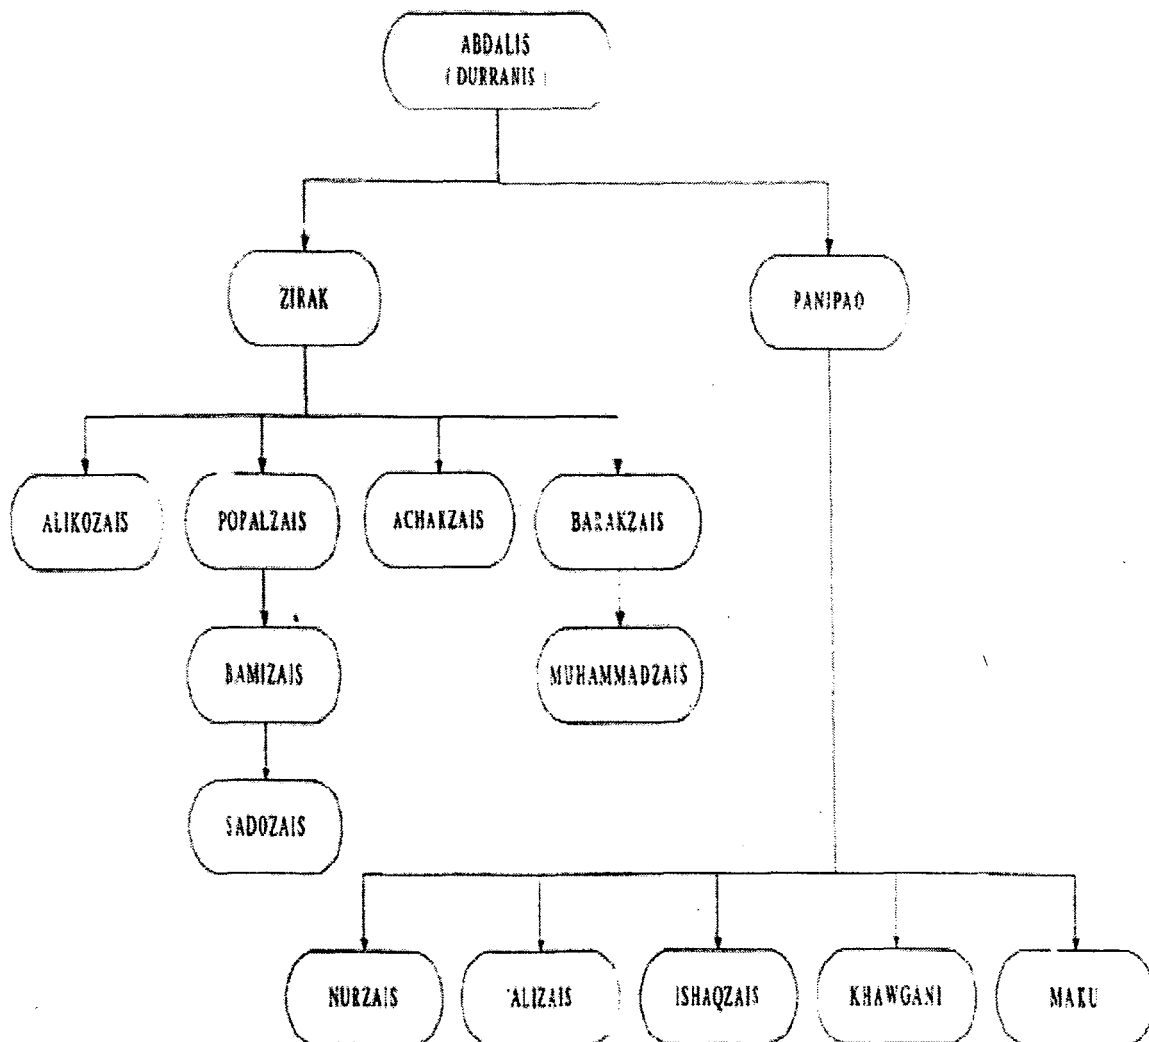 ABDALIS
(DURRANIS)
ZIRAK
PANJPAO
ALIKOZAIS
POPALZAIS
ACHAKZAIS
BARAKZAIS
BAMIZAIS
MUHAMMADZAIS
SADOZAIS
NURZAIS
'ALIZAIS
ISHAQZAIS
KHAWGANI
MAKU